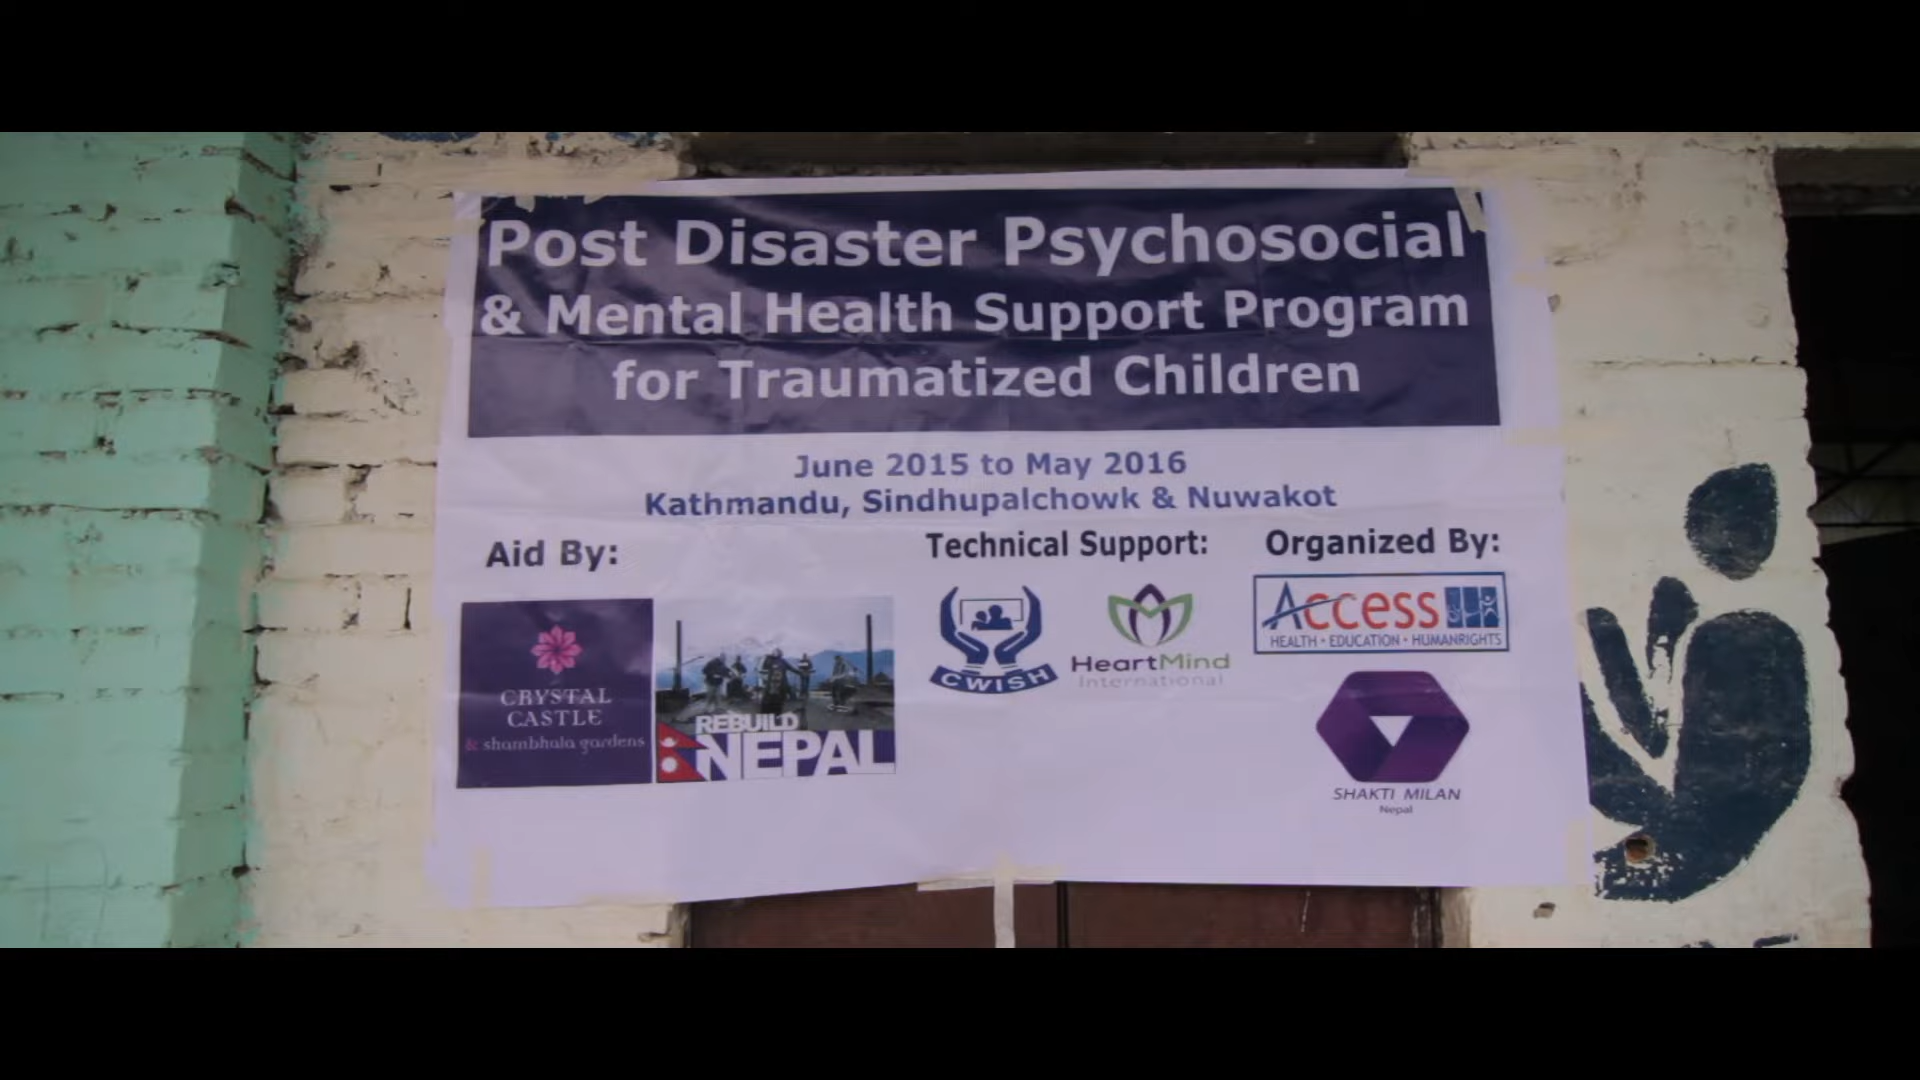 Post Disaster Psychosocial
& Mental Health Support Program
for Traumatized Children
June 2015 to May 2016
Kathmandu, Sindhupalchowk & Nuwakot
Aid By:
CRYSTAL
CASTLE
& shambhala gardens
REBUILD
NEPAL
Technical Support:
CWISH
HeartMind
International
Organized By:
Access
HEALTH • EDUCATION • HUMANRIGHTS
SHAKTI MILAN
Nepal